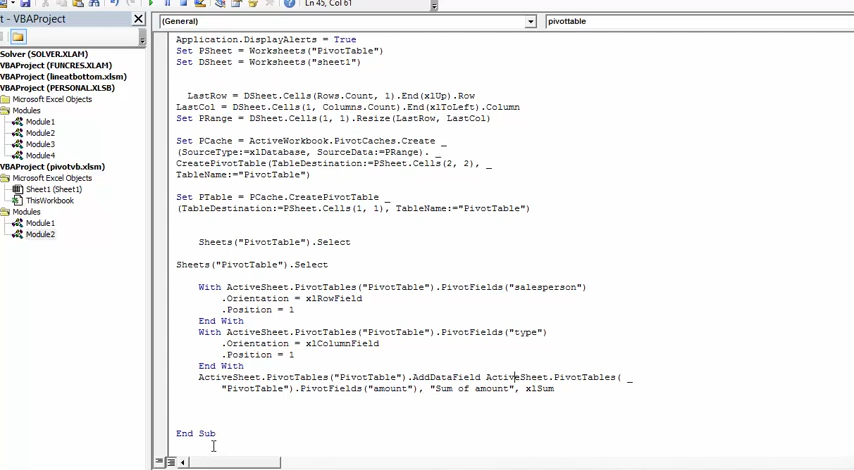 Ln 45, Col 61
t - VBAProject
(General)
pivottable
Solver (SOLVER.XLAM)
VBAProject (FUNCRES.XLAM)
VBAProject (lineatbottom.xlsm)
VBAProject (PERSONAL.XLSB)
Microsoft Excel Objects
Modules
Module1
Module2
Module3
Module4
VBAProject (pivotvb.xlsm)
Microsoft Excel Objects
Sheet1 (Sheet1)
ThisWorkbook
Modules
Module1
Module2
Application.DisplayAlerts = True
Set PSheet = Worksheets("PivotTable")
Set DSheet = Worksheets("sheet1")
LastRow = DSheet.Cells(Rows.Count, 1).End(xlUp).Row
LastCol = DSheet.Cells(1, Columns.Count).End(xlToLeft).Column
Set PRange = DSheet.Cells(1, 1).Resize(LastRow, LastCol)
Set PCache = ActiveWorkbook.PivotCaches.Create _
(SourceType:=xlDatabase, SourceData:=PRange). _
CreatePivotTable(TableDestination:=PSheet.Cells(2, 2), _
TableName:="PivotTable")
Set PTable = PCache.CreatePivotTable _
(TableDestination:=PSheet.Cells(1, 1), TableName:="PivotTable")
Sheets("PivotTable").Select
Sheets("PivotTable").Select
With ActiveSheet.PivotTables("PivotTable").PivotFields("salesperson")
.Orientation = xlRowField
.Position = 1
End With
With ActiveSheet.PivotTables("PivotTable").PivotFields("type")
.Orientation = xlColumnField
.Position = 1
End With
ActiveSheet.PivotTables("PivotTable").AddDataField ActiveSheet.PivotTables( _
"PivotTable").PivotFields("amount"), "Sum of amount", xlSum
End Sub